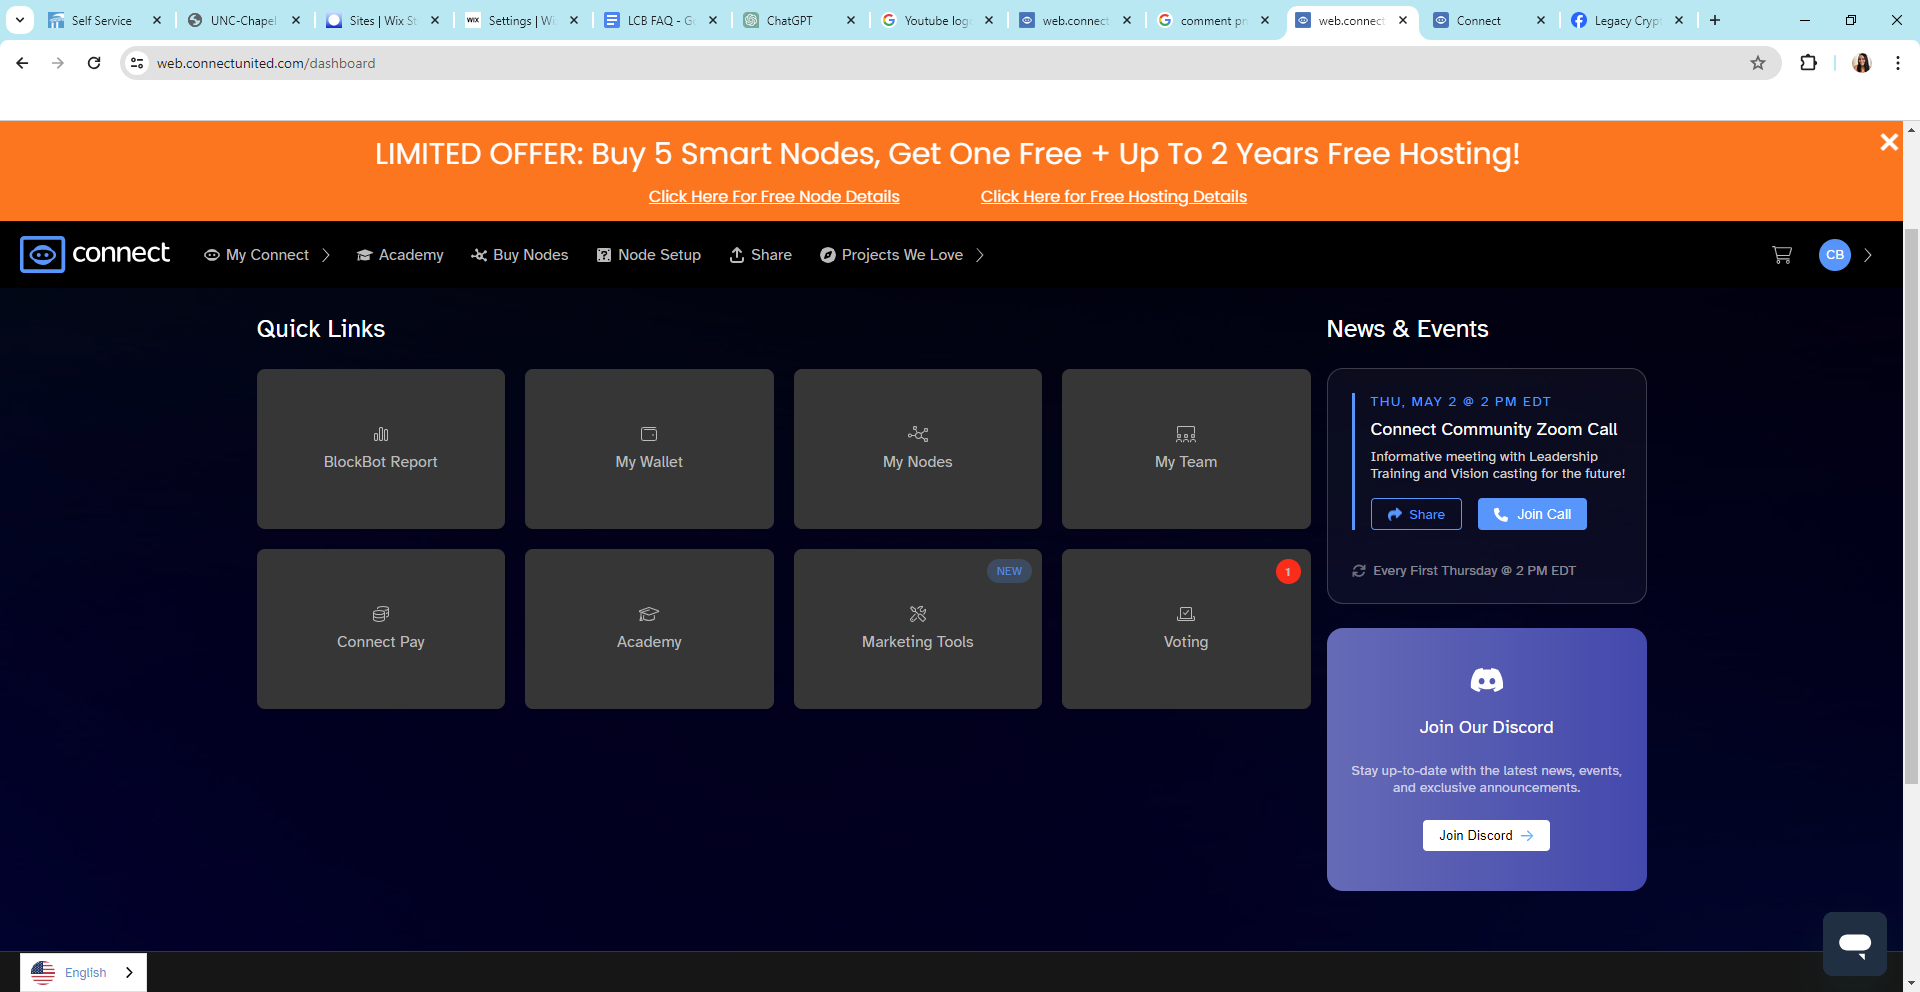 Self Service
UNC-Chapel
Sites | Wix St
WIX
Settings | Wi
LCB FAQ - Go
ChatGPT
Youtube logo
web.connect
comment pn
web.connect
Connect
Legacy Crypt
web.connectunited.com/dashboard
LIMITED OFFER: Buy 5 Smart Nodes, Get One Free + Up To 2 Years Free Hosting!
Click Here For Free Node Details
Click Here for Free Hosting Details
connect
My Connect
Academy
Buy Nodes
Node Setup
Share
Projects We Love
CB
Quick Links
BlockBot Report
My Wallet
My Nodes
My Team
Connect Pay
Academy
NEW
Marketing Tools
1
Voting
News & Events
THU, MAY 2 @ 2 PM EDT
Connect Community Zoom Call
Informative meeting with Leadership
Training and Vision casting for the future!
Share
Join Call
Every First Thursday @ 2 PM EDT
Join Our Discord
Stay up-to-date with the latest news, events,
and exclusive announcements.
Join Discord
English